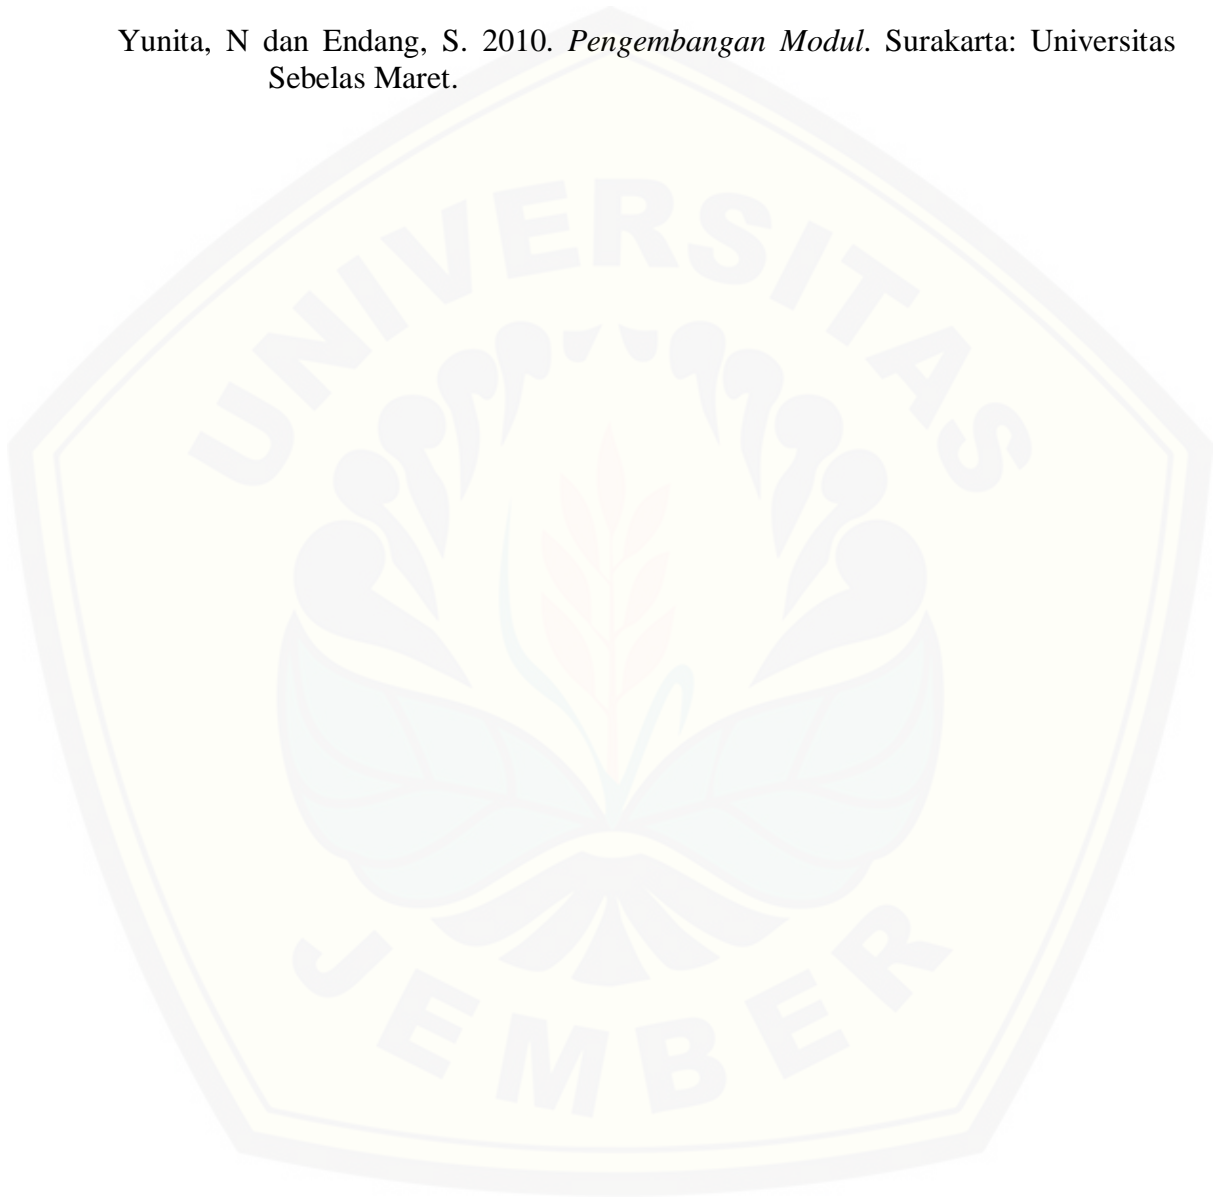 Yunita, N dan Endang, S. 2010. Pengembangan Modul. Surakarta: Universitas
Sebelas Maret.
UNIVERSITAS
JEMBER